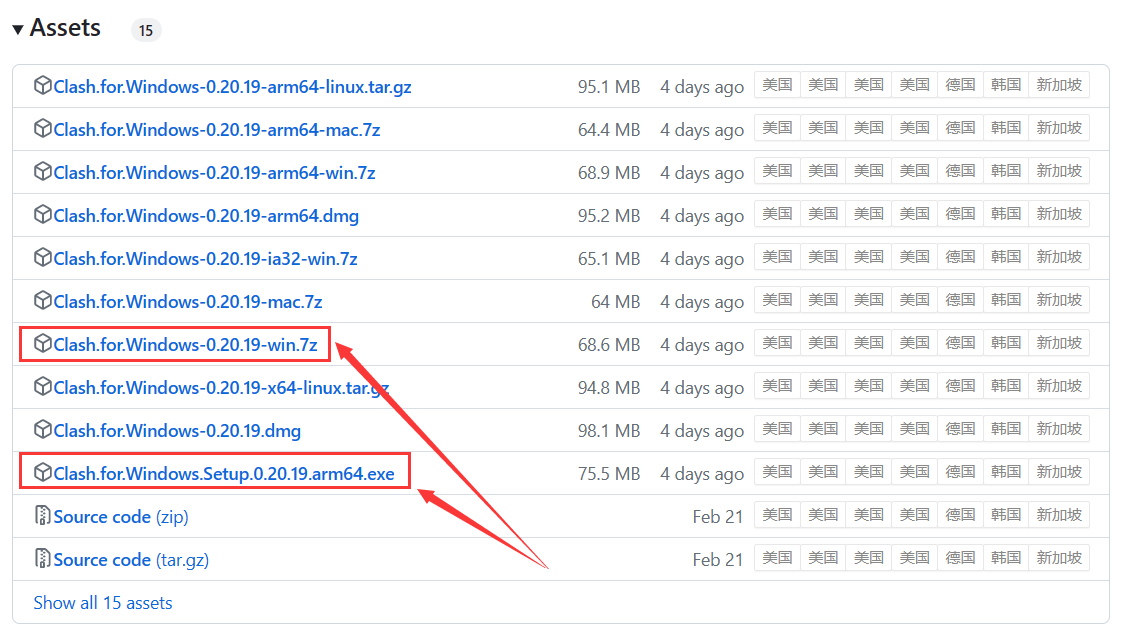 Assets 15
Clash.for.Windows-0.20.19-arm64-linux.tar.gz 95.1 MB 4 days ago 美国 美国 美国 美国 德国 韩国 新加坡
Clash.for.Windows-0.20.19-arm64-mac.7z 64.4 MB 4 days ago 美国 美国 美国 美国 德国 韩国 新加坡
Clash.for.Windows-0.20.19-arm64-win.7z 68.9 MB 4 days ago 美国 美国 美国 美国 德国 韩国 新加坡
Clash.for.Windows-0.20.19-arm64.dmg 95.2 MB 4 days ago 美国 美国 美国 美国 德国 韩国 新加坡
Clash.for.Windows-0.20.19-ia32-win.7z 65.1 MB 4 days ago 美国 美国 美国 美国 德国 韩国 新加坡
Clash.for.Windows-0.20.19-mac.7z 64 MB 4 days ago 美国 美国 美国 美国 德国 韩国 新加坡
Clash.for.Windows-0.20.19-win.7z 68.6 MB 4 days ago 美国 美国 美国 美国 德国 韩国 新加坡
Clash.for.Windows-0.20.19-x64-linux.tar.gz 94.8 MB 4 days ago 美国 美国 美国 美国 德国 韩国 新加坡
Clash.for.Windows-0.20.19.dmg 98.1 MB 4 days ago 美国 美国 美国 美国 德国 韩国 新加坡
Clash.for.Windows.Setup.0.20.19.arm64.exe 75.5 MB 4 days ago 美国 美国 美国 美国 德国 韩国 新加坡
Source code (zip) Feb 21 美国 美国 美国 美国 德国 韩国 新加坡
Source code (tar.gz) Feb 21 美国 美国 美国 美国 德国 韩国 新加坡
Show all 15 assets